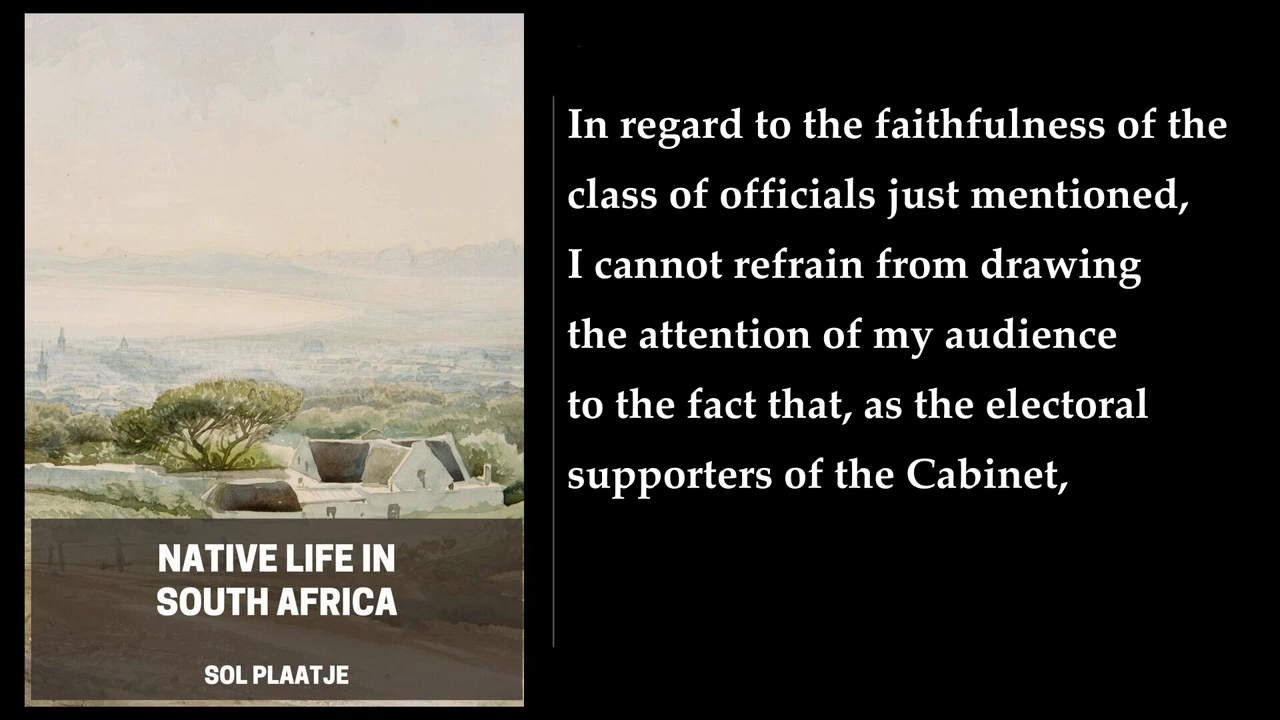 In regard to the faithfulness of the
class of officials just mentioned,
I cannot refrain from drawing
the attention of my audience
to the fact that, as the electoral
supporters of the Cabinet,
NATIVE LIFE IN
SOUTH AFRICA
SOL PLAATJE